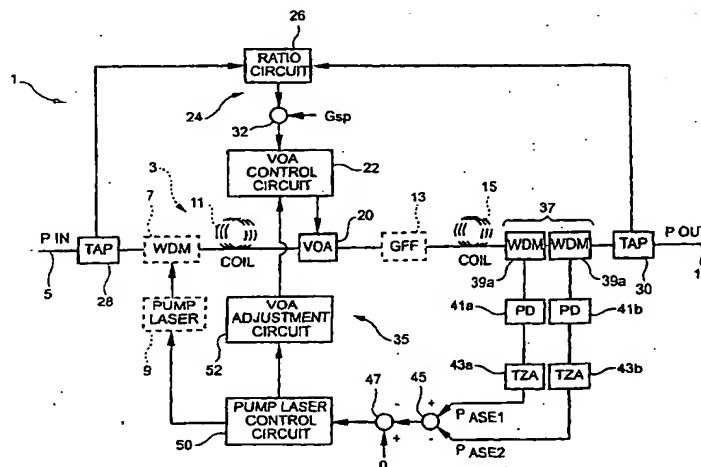 26
RATIO
CIRCUIT
1
24
32
Gsp
VOA
CONTROL
CIRCUIT
22
3
7
11
13
15
37
P IN
TAP
WDM
COIL
VOA
20
GFF
COIL
WDM
WDM
TAP
P OUT
5
28
39a
39a
30
1
PUMP
LASER
9
VOA
ADJUSTMENT
CIRCUIT
52
35
41a
PD
PD
41b
43a
TZA
TZA
43b
47
45
-
+
+
-
P ASE1
P ASE2
PUMP LASER
CONTROL
CIRCUIT
50
0